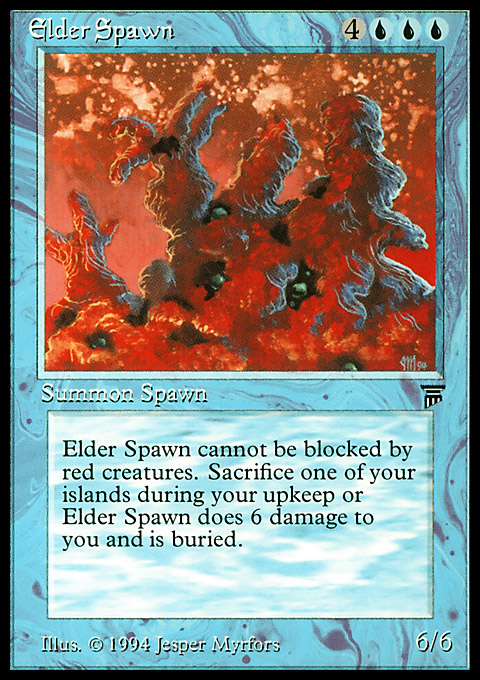 Elder Spawn 4
JM 94
Summon Spawn
Elder Spawn cannot be blocked by
red creatures. Sacrifice one of your
islands during your upkeep or
Elder Spawn does 6 damage to
you and is buried.
Illus. © 1994 Jesper Myrfors 6/6